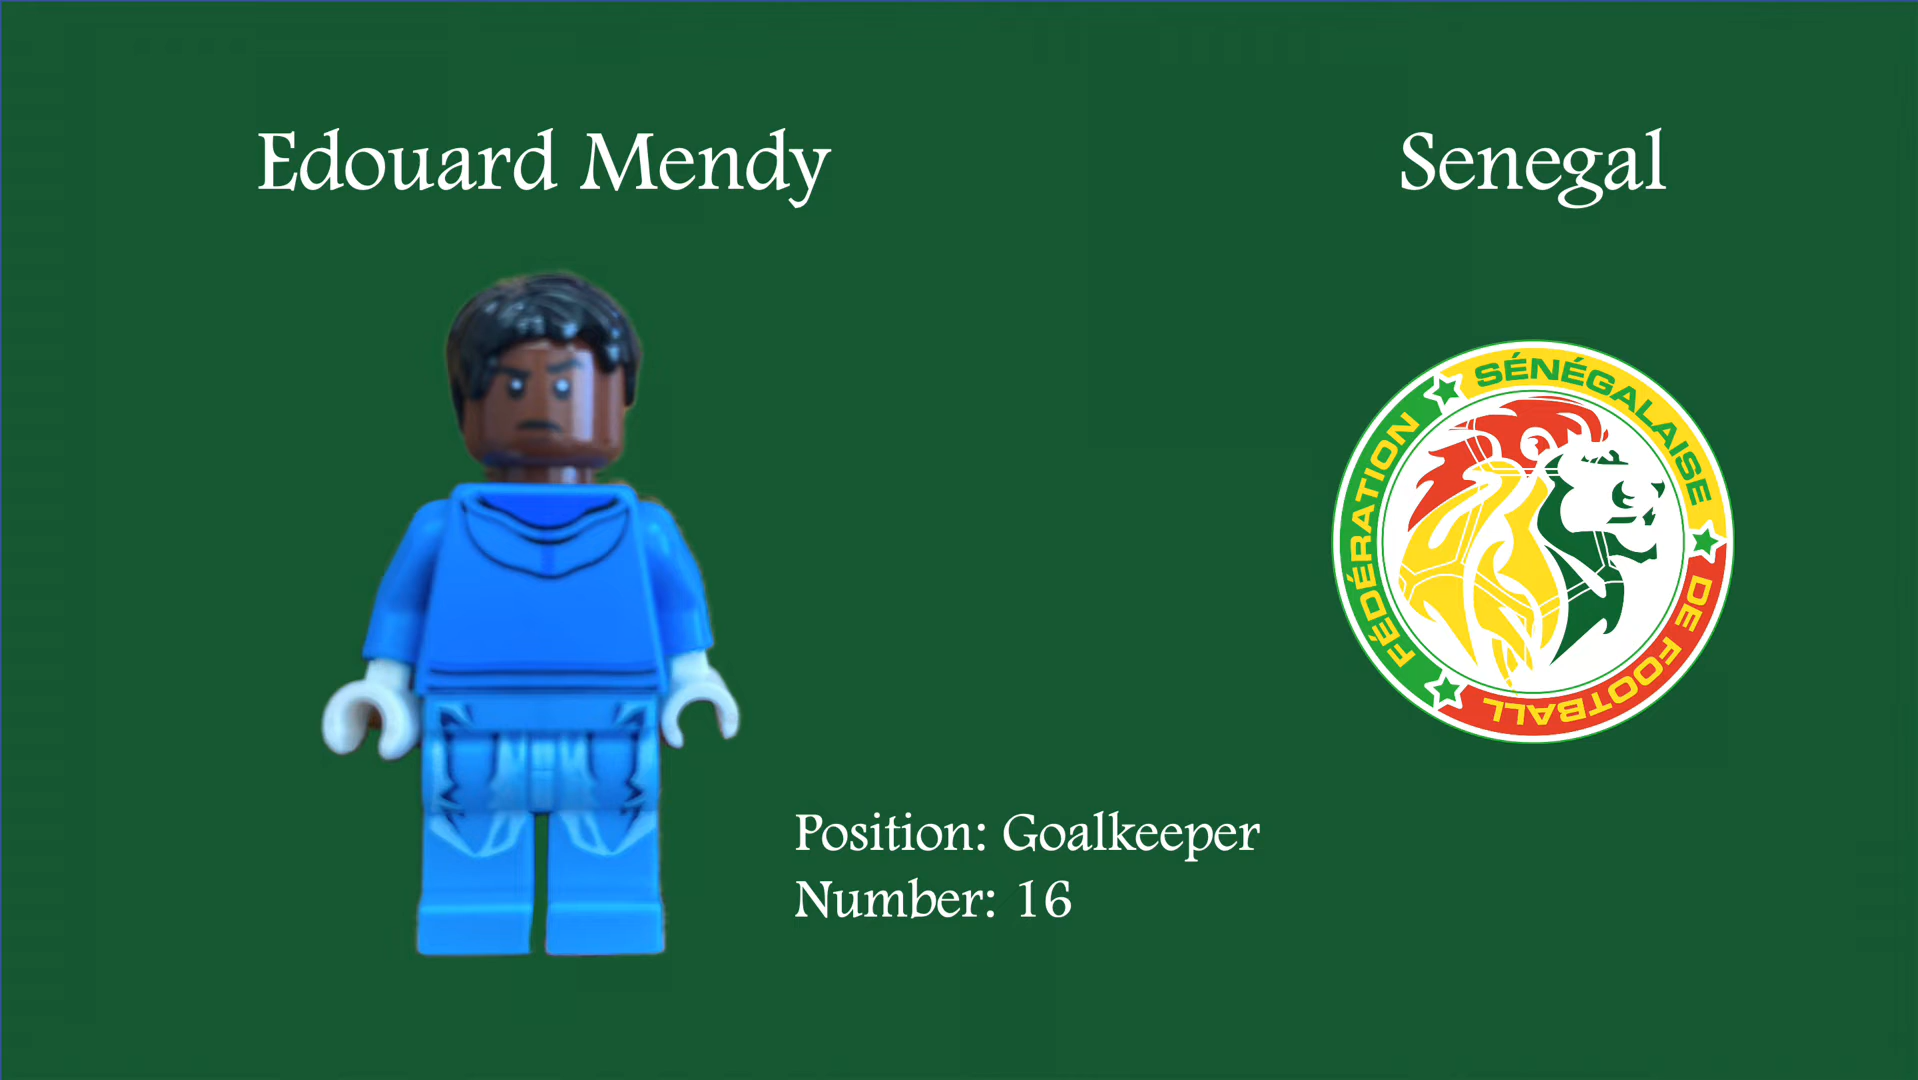 Edouard Mendy
Senegal
FÉDÉRATION SÉNÉGALAISE DE FOOTBALL
Position: Goalkeeper
Number: 16